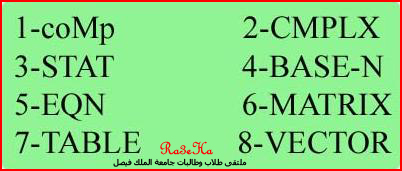 1-coMp 2-CMPLX
3-STAT 4-BASE-N
5-EQN 6-MATRIX
7-TABLE 8-VECTOR
Ra3eHa
ملتقى طلاب وطالبات جامعة الملك فيصل